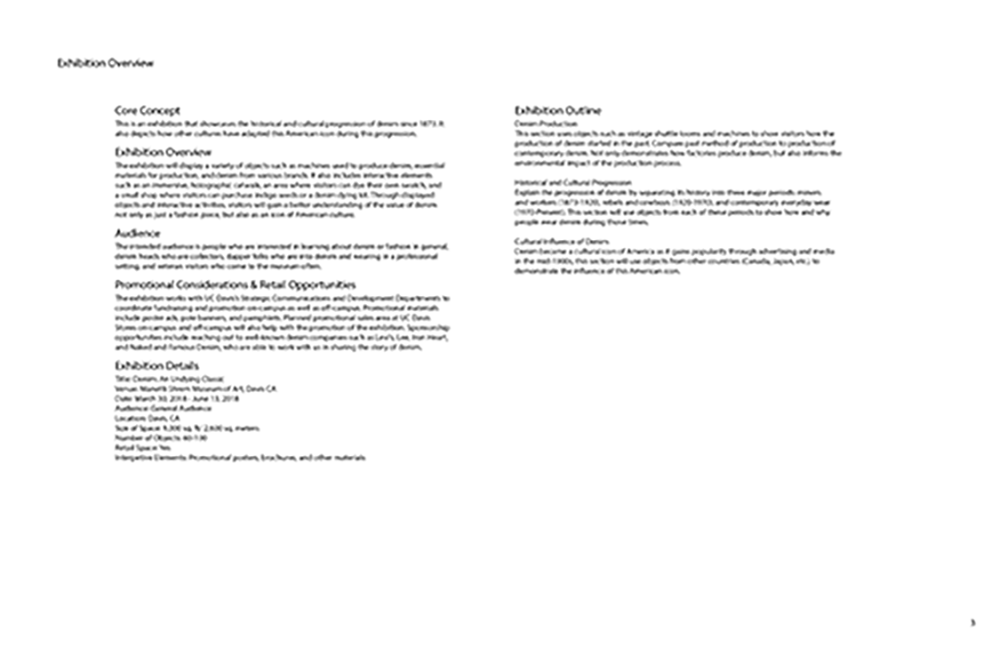 Exhibition Overview
Core Concept
This is an exhibition that showcases the historical and cultural progression of denim since 1873. It
also depicts how other cultures have adapted this American icon during this progression.
Exhibition Overview
The exhibition will display a variety of objects such as machines used to produce denim, essential
materials for production, and denim from various brands. It also includes interactive elements
such as an immersive, holographic catwalk, an area where visitors can dye their own swatch, and
a small shop where visitors can purchase indigo seeds or a denim dying kit. Through displayed
objects and interactive activities, visitors will gain a better understanding of the value of denim
not only as just a fashion piece, but also as an icon of American culture.
Audience
The intended audience is people who are interested in learning about denim or fashion in general,
denim heads who are collectors, dapper folks who are into denim and wearing in a professional
setting, and veteran visitors who come to the museum often.
Promotional Considerations & Retail Opportunities
The exhibition works with UC Davis's Strategic Communications and Development Departments to
coordinate fundraising and promotion on-campus as well as off-campus. Promotional materials
include poster ads, pole banners, and pamphlets. Planned promotional sales area at UC Davis
Stores on-campus and off-campus will also help with the promotion of the exhibition. Sponsorship
opportunities include reaching out to well-known denim companies such as Levi's, Lee, Iron Heart,
and Naked and Famous Denim, who are able to work with us in sharing the story of denim.
Exhibition Details
Title: Denim: An Undying Classic
Venue: Manetti Shrem Museum of Art, Davis CA
Date: March 30, 2018 - June 13, 2018
Audience: General Audience
Location: Davis, CA
Size of Space: sq. ft/ sq. meters
Number of Objects:
Retail Space: Yes
Interpretive Elements: Promotional posters, brochures, and other materials
Exhibition Outline
Denim Production
This section uses objects such as vintage shuttle looms and machines to show visitors how the
production of denim started in the past. Compare past method of production to production of
contemporary denim. Not only demonstrates how factories produce denim, but also informs the
environmental impact of the production process.
Historical and Cultural Progression
Explain the progression of denim by separating its history into three major periods: miners
and workers (1873-1920), rebels and cowboys (1920-1970), and contemporary everyday wear
(1970-Present). This section will use objects from each of these periods to show how and why
people wear denim during those times.
Cultural Influence of Denim
Denim became a cultural icon of America as it gains popularity through advertising and media
in the mid-1900s, this section will use objects from other countries (Canada, Japan, etc.) to
demonstrate the influence of this American icon.
3